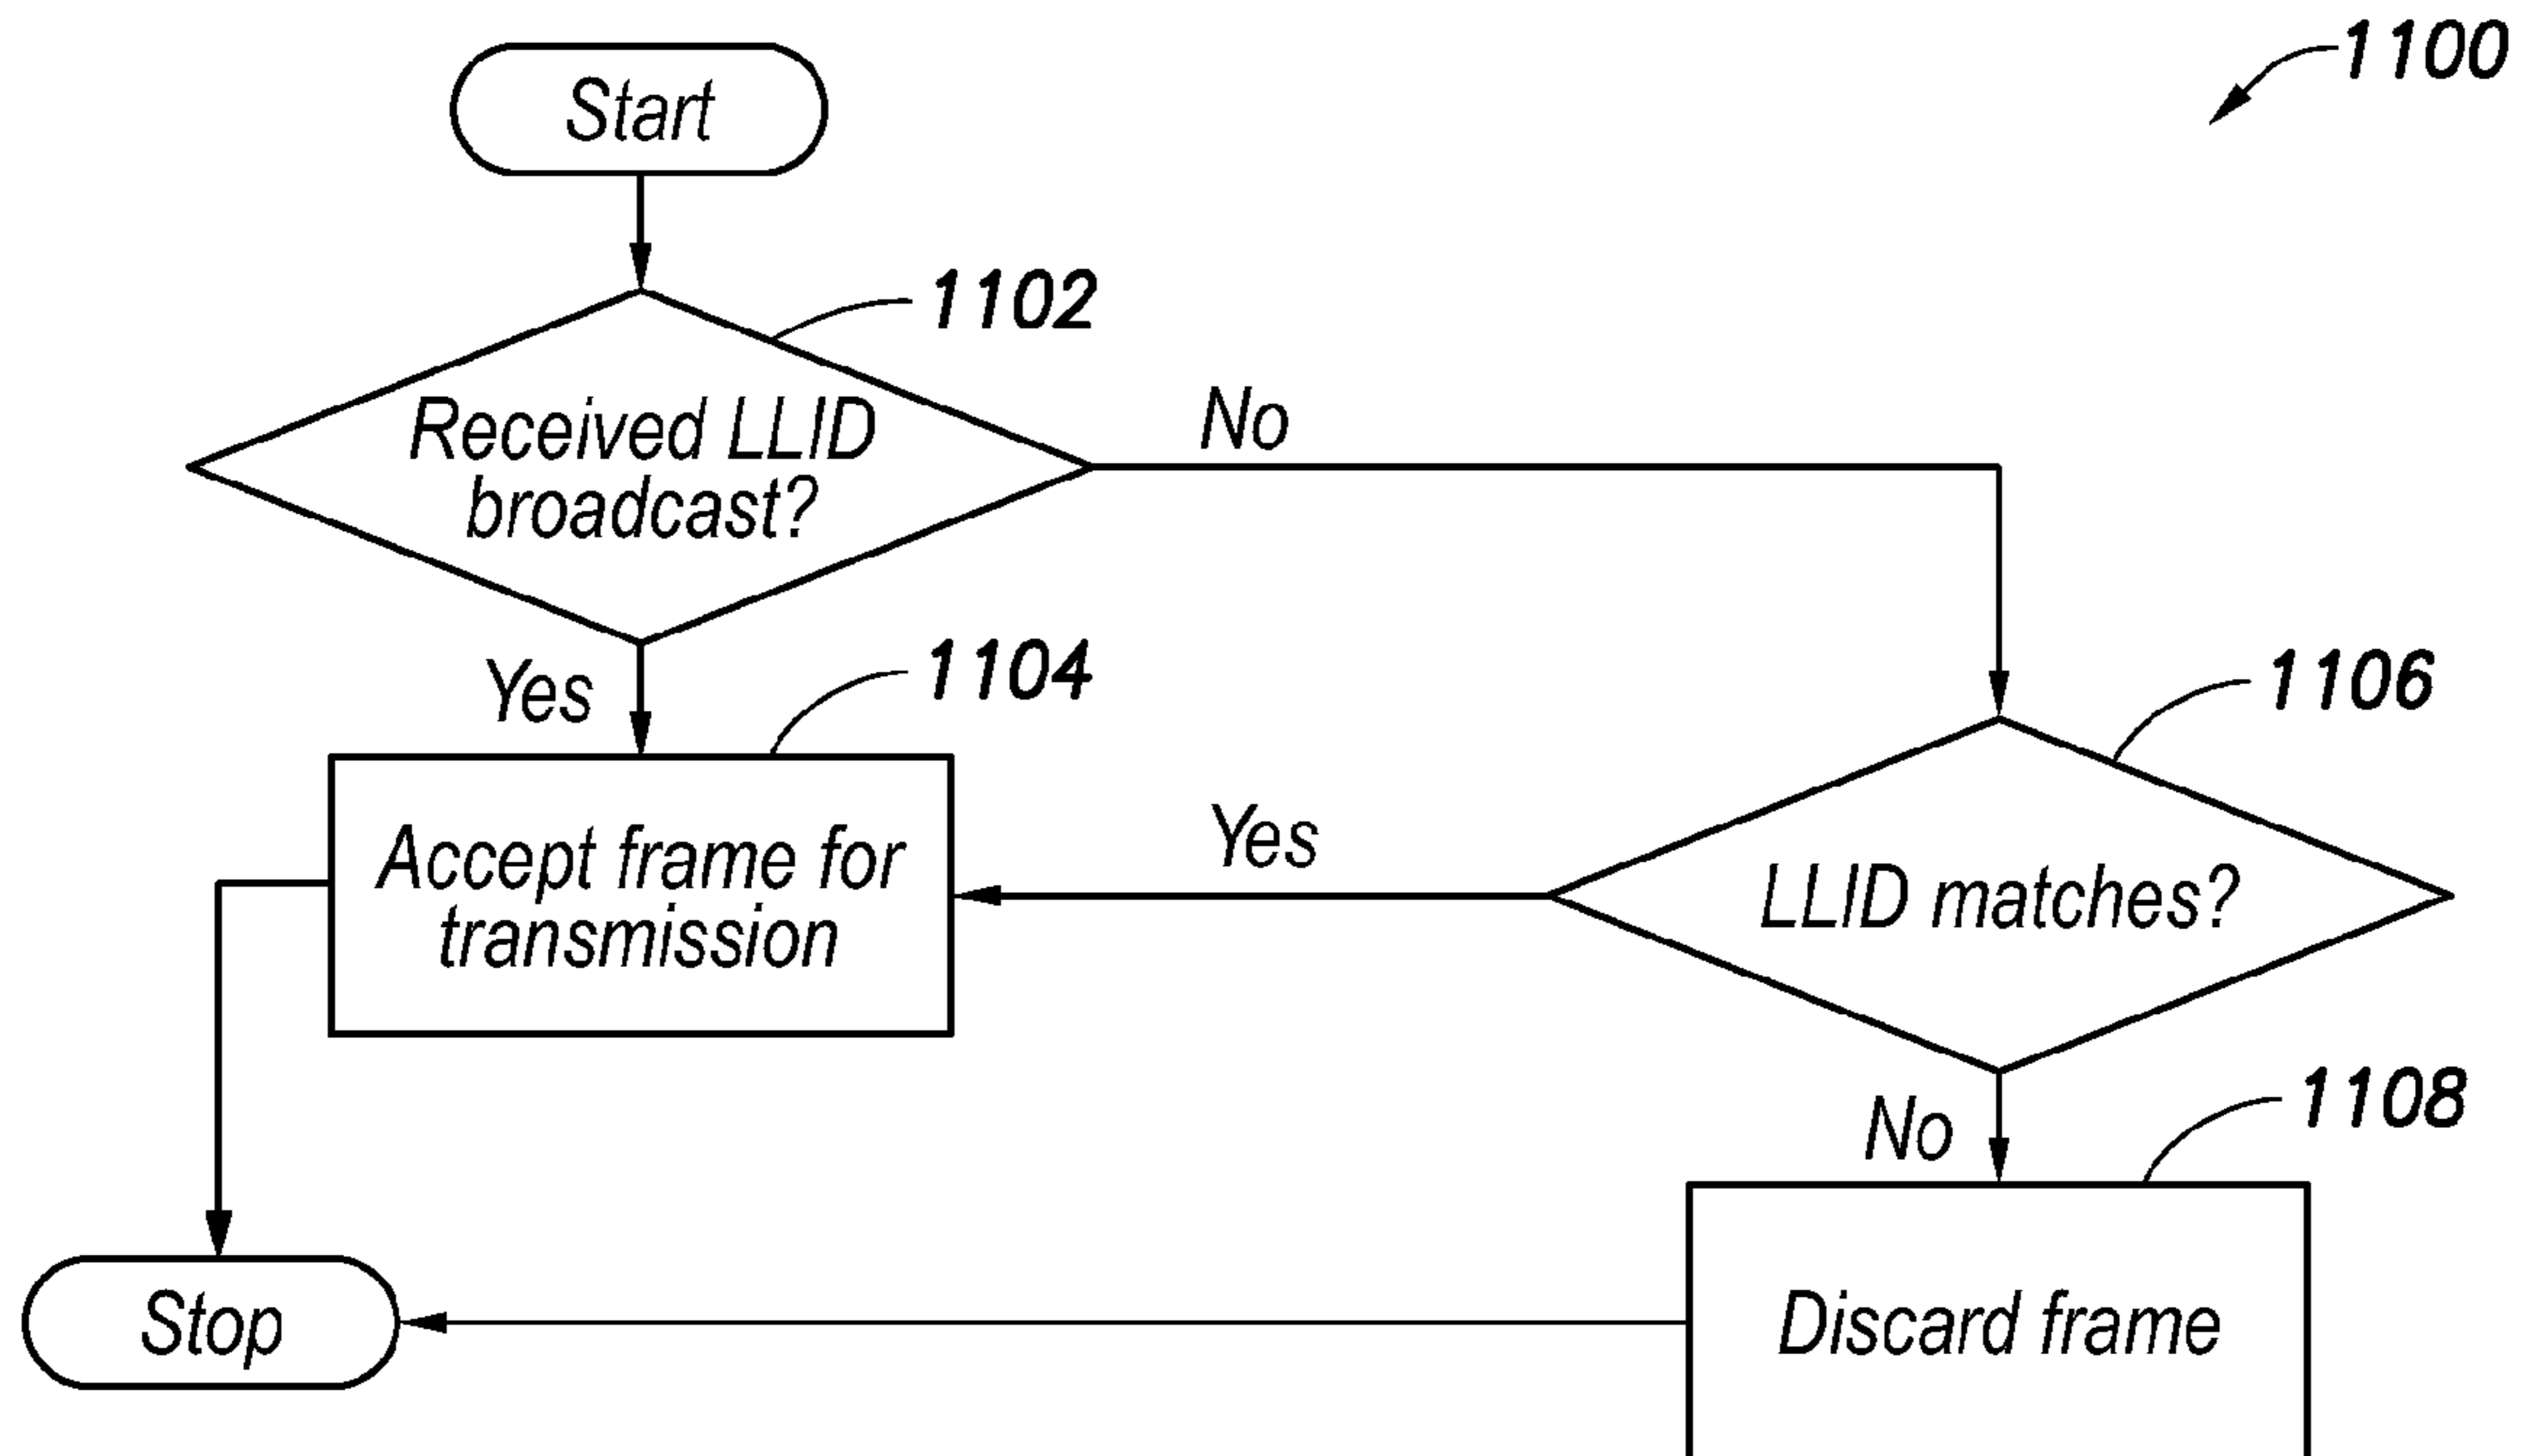 1100
Start
1102
Received LLID
broadcast?
No
Yes
1104
1106
Accept frame for
transmission
Yes
LLID matches?
No
1108
Stop
Discard frame